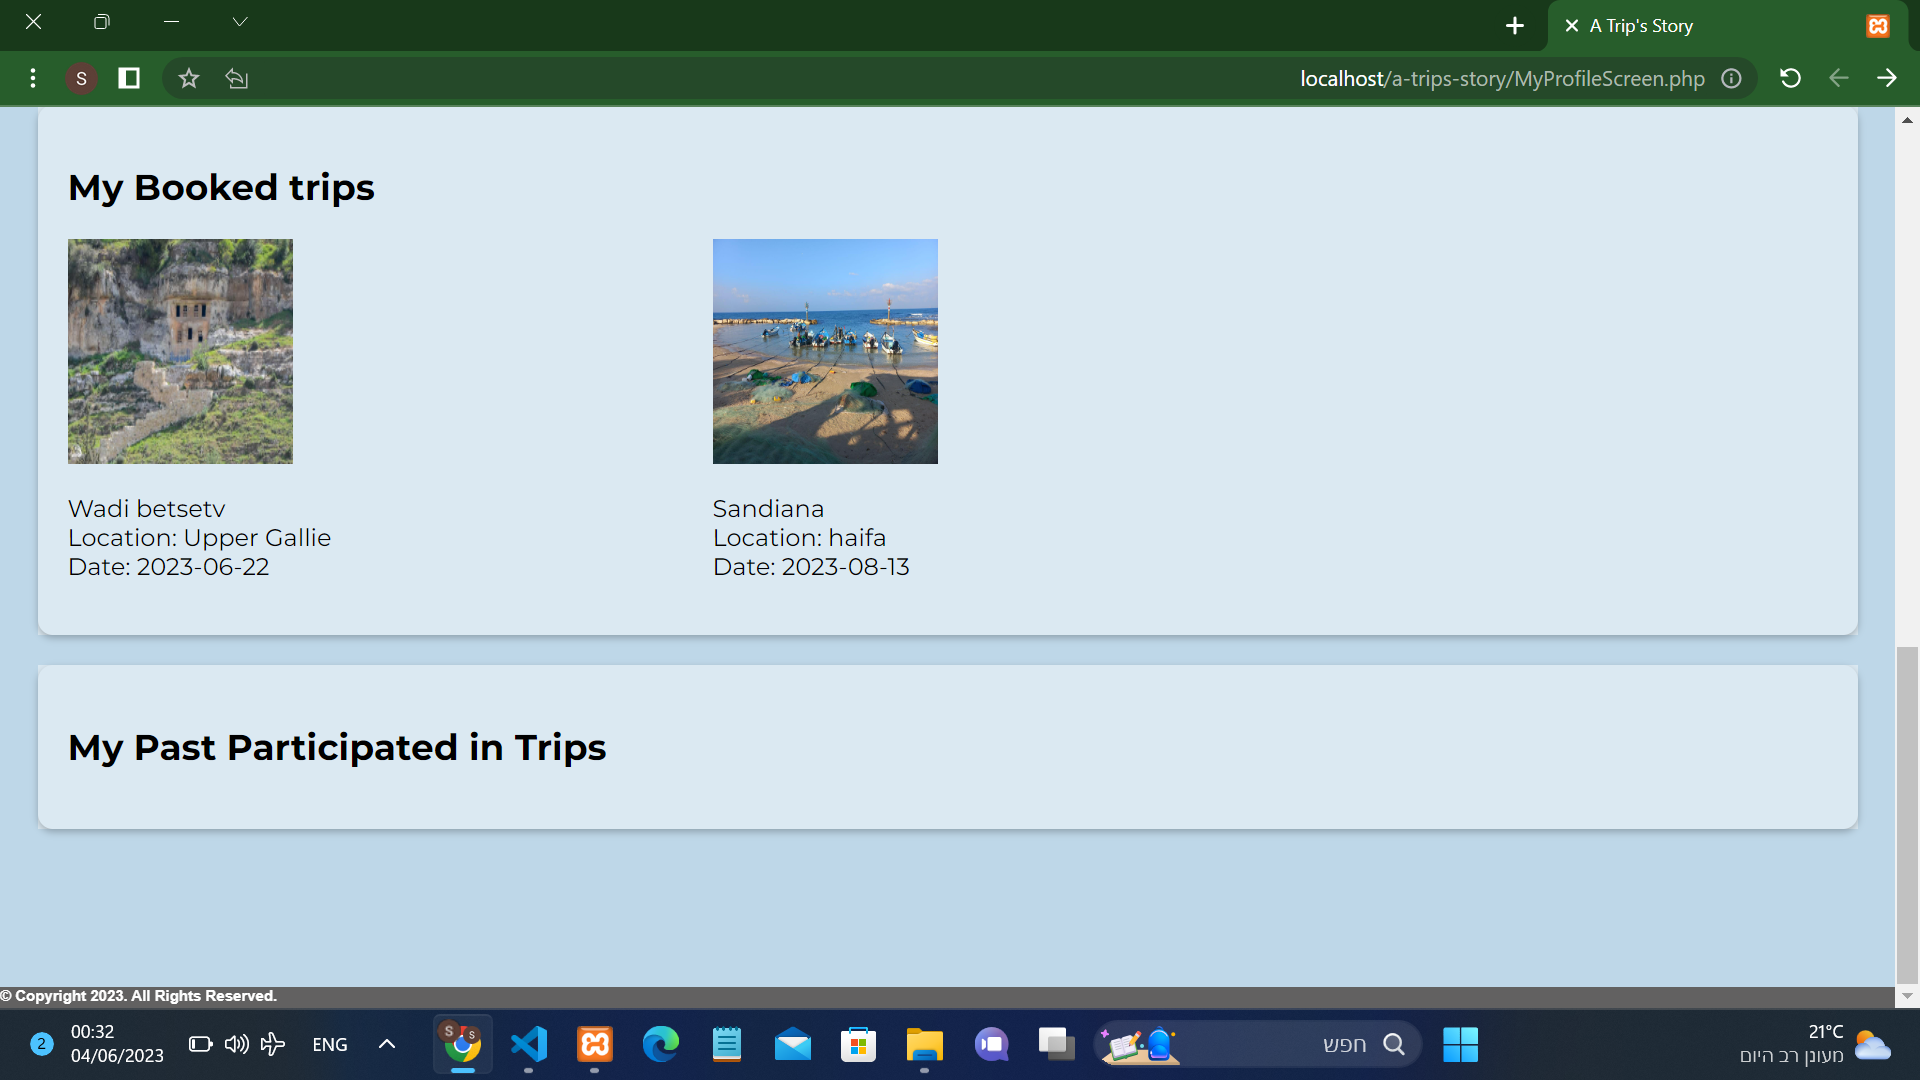 A Trip's Story
localhost/a-trips-story/MyProfileScreen.php
S
My Booked trips
Wadi betsetv
Location: Upper Gallie
Date: 2023-06-22
Sandiana
Location: haifa
Date: 2023-08-13
My Past Participated in Trips
© Copyright 2023. All Rights Reserved.
2
00:32
04/06/2023
ENG
S
S
חפש
21°C
מעונן רב היום